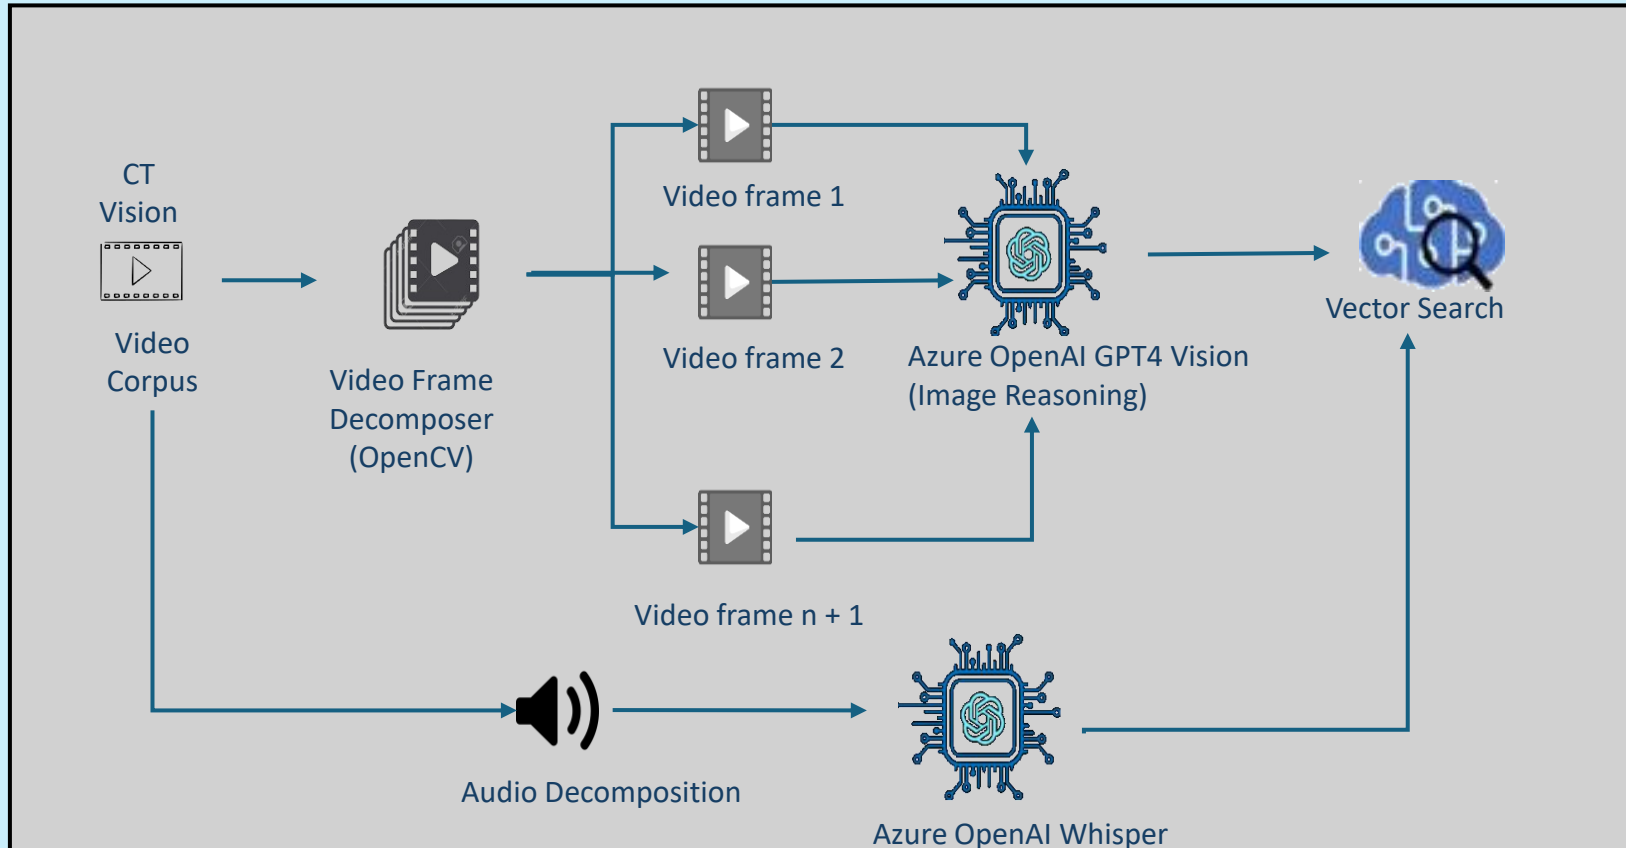 CT
Vision
Video
Corpus
Video Frame
Decomposer
(OpenCV)
Video frame 1
Video frame 2
Video frame n + 1
Azure OpenAI GPT4 Vision
(Image Reasoning)
Vector Search
Audio Decomposition
Azure OpenAI Whisper